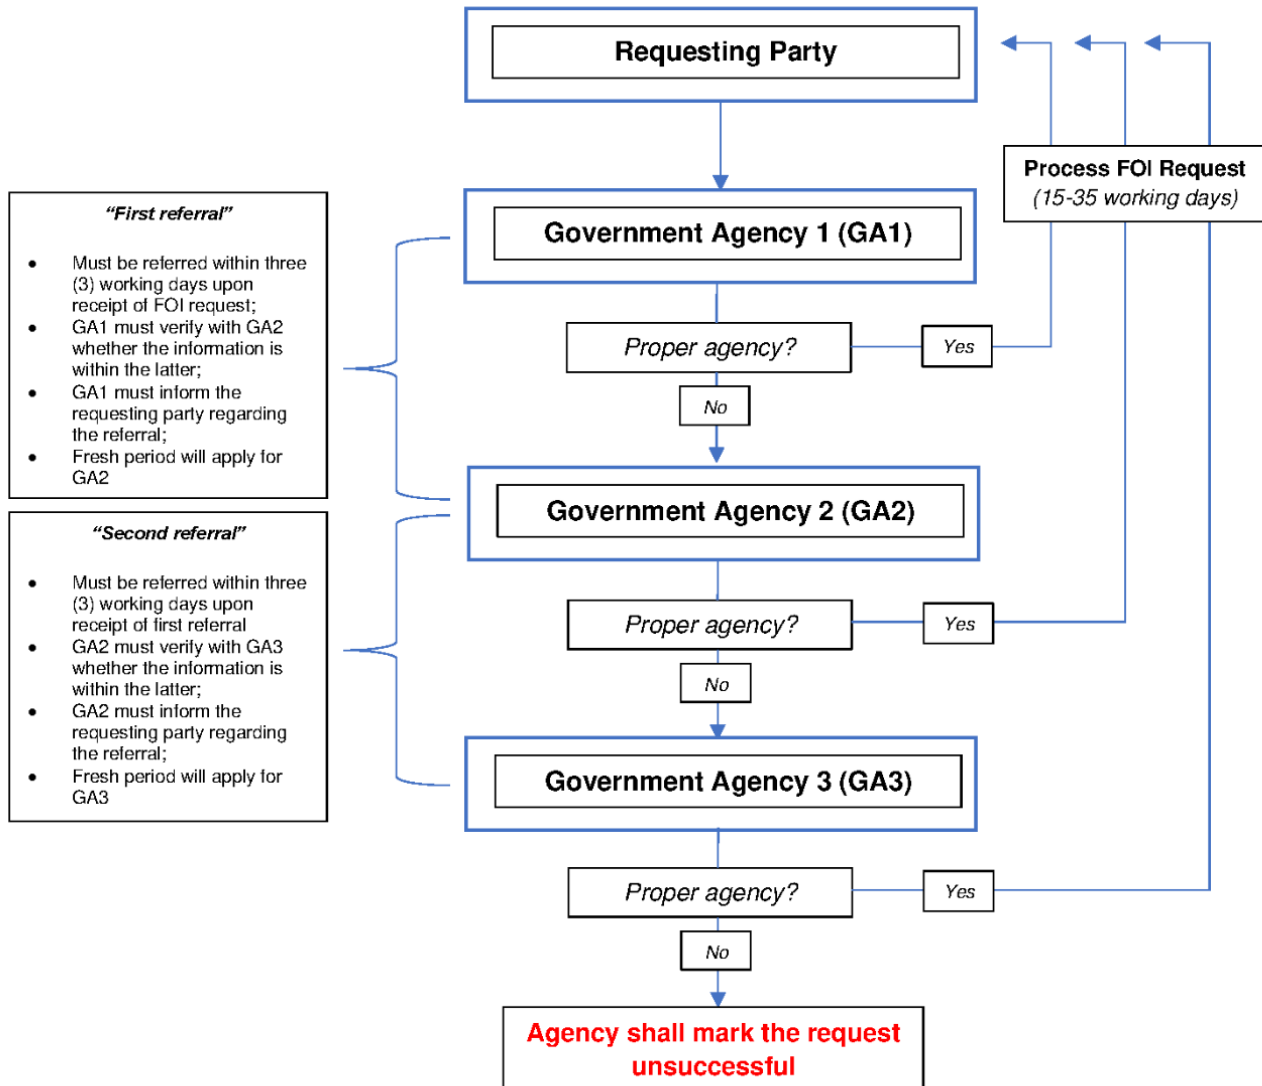 Requesting Party
Process FOI Request
(15-35 working days)
“First referral”
• Must be referred within three
(3) working days upon
receipt of FOI request;
• GA1 must verify with GA2
whether the information is
within the latter;
• GA1 must inform the
requesting party regarding
the referral;
• Fresh period will apply for
GA2
Government Agency 1 (GA1)
Proper agency?
Yes
No
Government Agency 2 (GA2)
“Second referral”
• Must be referred within three
(3) working days upon
receipt of first referral
• GA2 must verify with GA3
whether the information is
within the latter;
• GA2 must inform the
requesting party regarding
the referral;
• Fresh period will apply for
GA3
Proper agency?
Yes
No
Government Agency 3 (GA3)
Proper agency?
Yes
No
Agency shall mark the request
unsuccessful